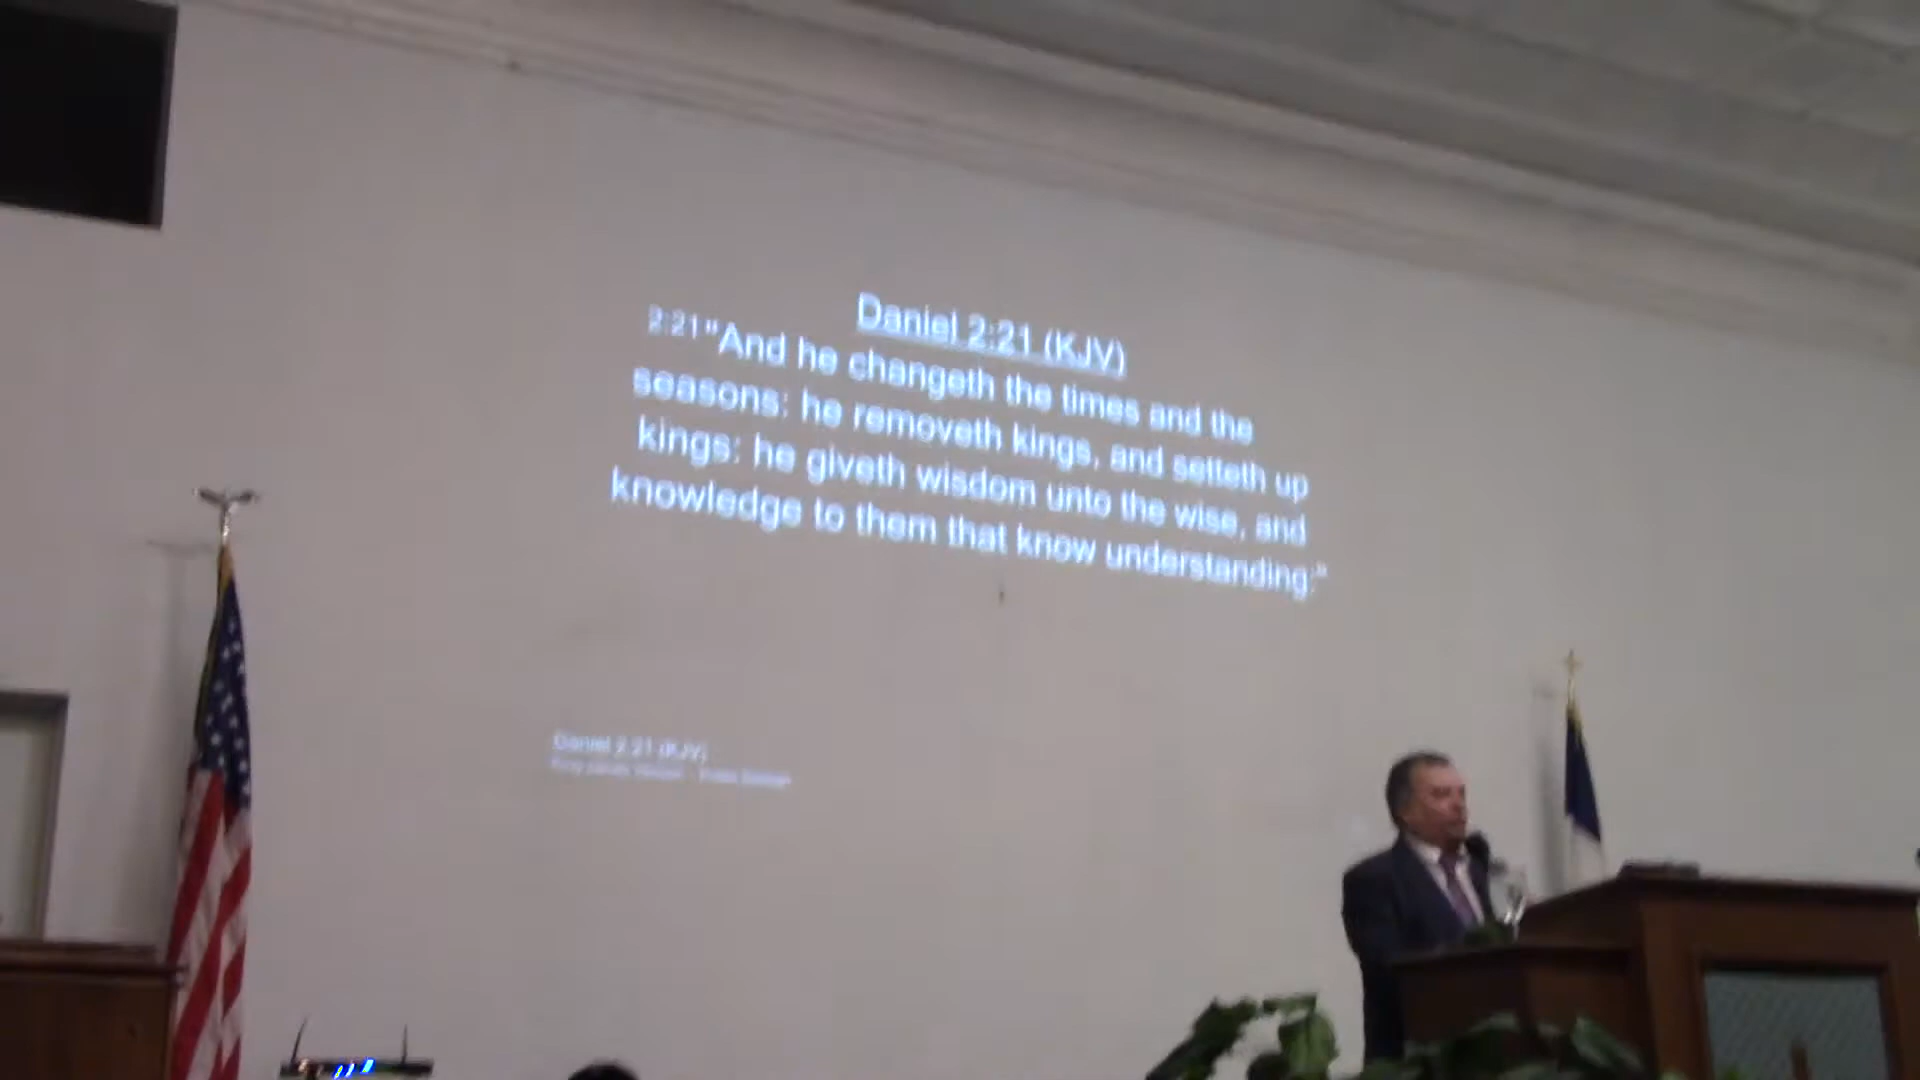 Daniel 2:21 (KJV)
2:21 "And he changeth the times and the
seasons: he removeth kings, and setteth up
kings: he giveth wisdom unto the wise, and
knowledge to them that know understanding:"
Daniel 2:21 (KJV)